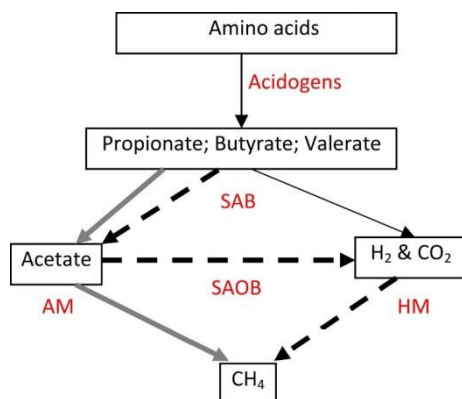 Amino acids
Acidogens
Propionate; Butyrate; Valerate
SAB
Acetate
H₂ & CO₂
SAOB
AM
HM
CH₄